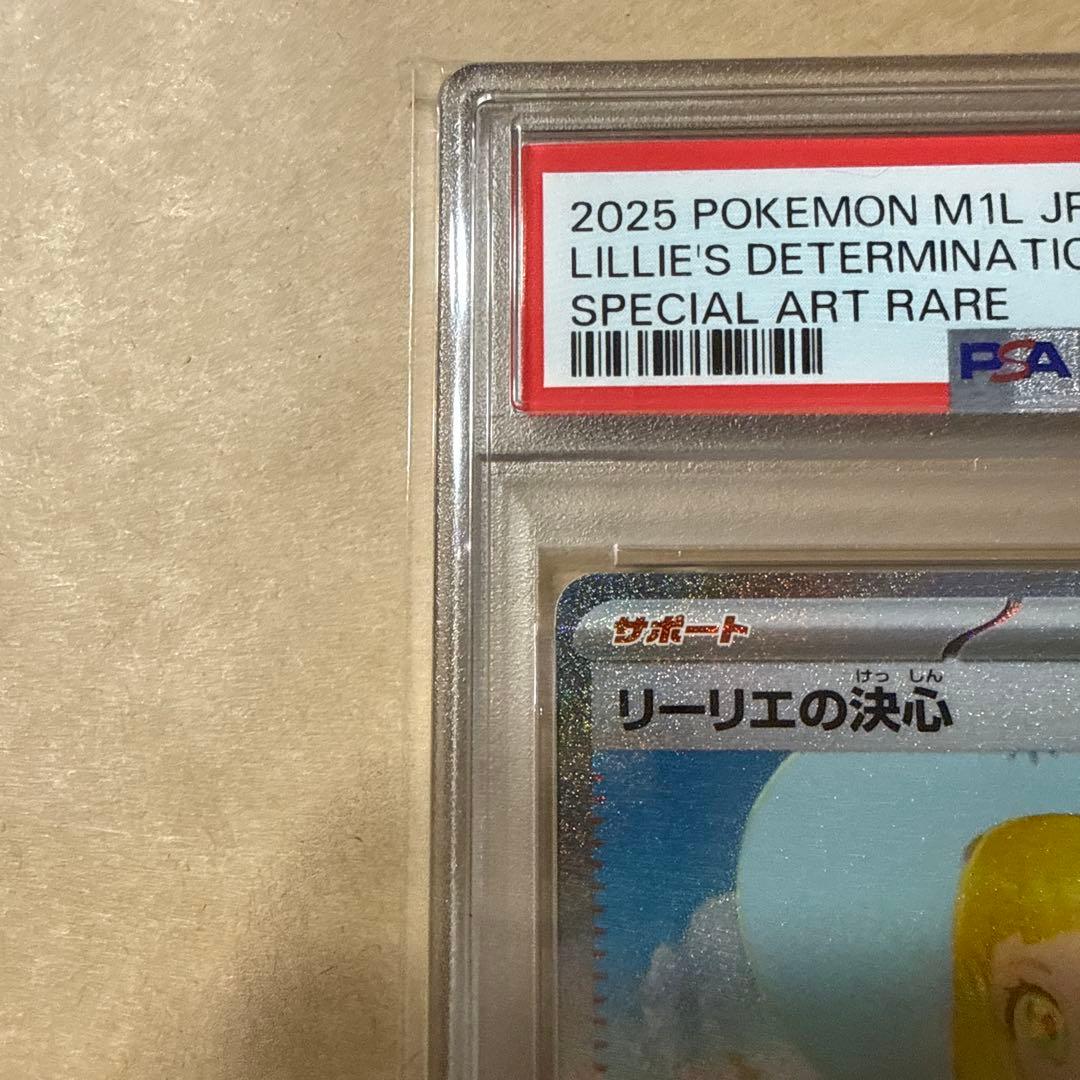 2025 POKEMON M1L JP
LILLIE'S DETERMINATIO
SPECIAL ART RARE
PSA
サポート
けっ しん
リーリエの決心